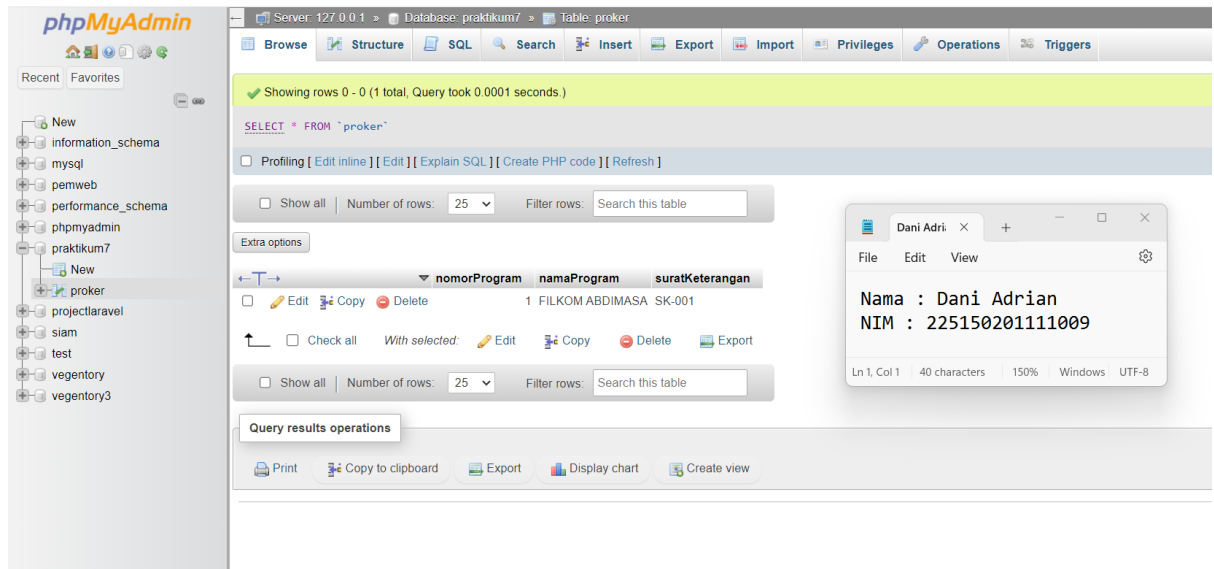 phpMyAdmin
Recent Favorites
New
information_schema
mysql
pemweb
performance_schema
phpmyadmin
praktikum7
New
proker
projectlaravel
siam
test
vegentory
vegentory3
Server: 127.0.0.1 » Database: praktikum7 » Table: proker
Browse Structure SQL Search Insert Export Import Privileges Operations Triggers
Showing rows 0 - 0 (1 total, Query took 0.0001 seconds.)
SELECT * FROM `proker`
Profiling [ Edit inline ] [ Edit ] [ Explain SQL ] [ Create PHP code ] [ Refresh ]
Show all | Number of rows: 25 Filter rows: Search this table
Extra options
nomorProgram namaProgram suratKeterangan
Edit Copy Delete 1 FILKOM ABDIMASA SK-001
Check all With selected: Edit Copy Delete Export
Show all | Number of rows: 25 Filter rows: Search this table
Query results operations
Print Copy to clipboard Export Display chart Create view
Dani Adri
File Edit View
Nama : Dani Adrian
NIM : 225150201111009
Ln 1, Col 1 40 characters 150% Windows UTF-8